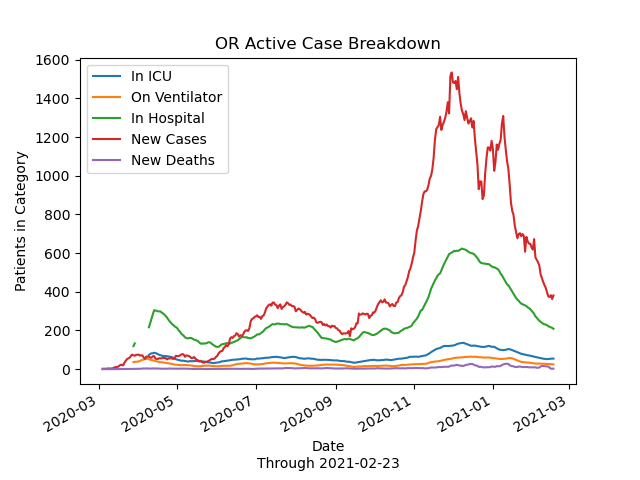 OR Active Case Breakdown
In ICU
On Ventilator
In Hospital
New Cases
New Deaths
Patients in Category
1600
1400
1200
1000
800
600
400
200
0
2020-03
2020-05
2020-07
2020-09
2020-11
2021-01
2021-03
Date
Through 2021-02-23